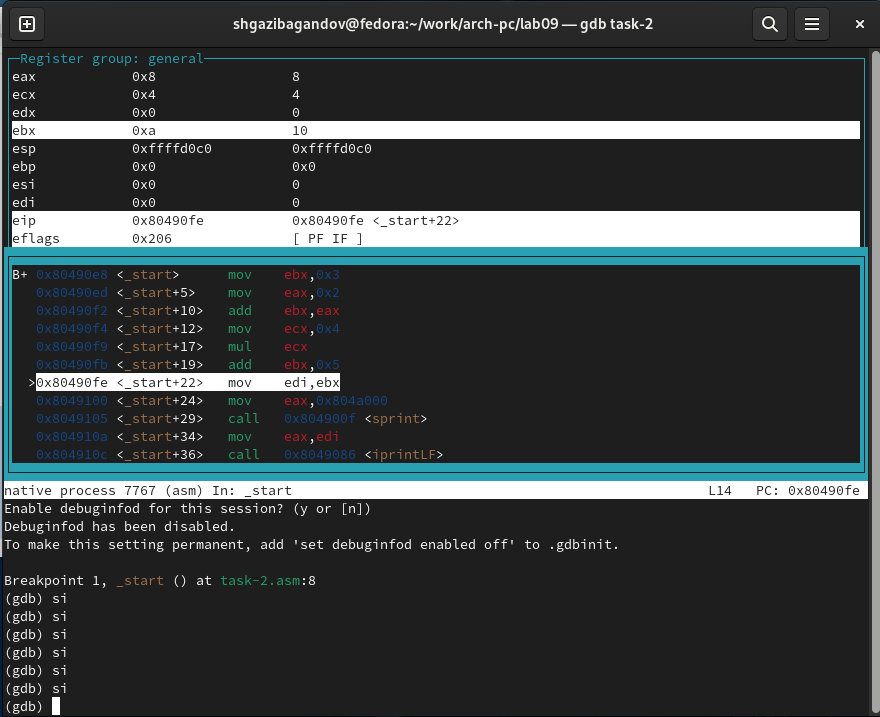 shgazibagandov@fedora:~/work/arch-pc/lab09 — gdb task-2
Register group: general
eax 0x8 8
ecx 0x4 4
edx 0x0 0
ebx 0xa 10
esp 0xffffd0c0 0xffffd0c0
ebp 0x0 0x0
esi 0x0 0
edi 0x0 0
eip 0x80490fe 0x80490fe <_start+22>
eflags 0x206 [ PF IF ]
B+ 0x80490e8 <_start> mov ebx,0x3
0x80490ed <_start+5> mov eax,0x2
0x80490f2 <_start+10> add ebx,eax
0x80490f4 <_start+12> mov ecx,0x4
0x80490f9 <_start+17> mul ecx
0x80490fb <_start+19> add ebx,0x5
>0x80490fe <_start+22> mov edi,ebx
0x8049100 <_start+24> mov eax,0x804a000
0x8049105 <_start+29> call 0x804900f <sprint>
0x804910a <_start+34> mov eax,edi
0x804910c <_start+36> call 0x8049086 <iprintLF>
native process 7767 (asm) In: _start L14 PC: 0x80490fe
Enable debuginfod for this session? (y or [n])
Debuginfod has been disabled.
To make this setting permanent, add 'set debuginfod enabled off' to .gdbinit.
Breakpoint 1, _start () at task-2.asm:8
(gdb) si
(gdb) si
(gdb) si
(gdb) si
(gdb) si
(gdb) si
(gdb)